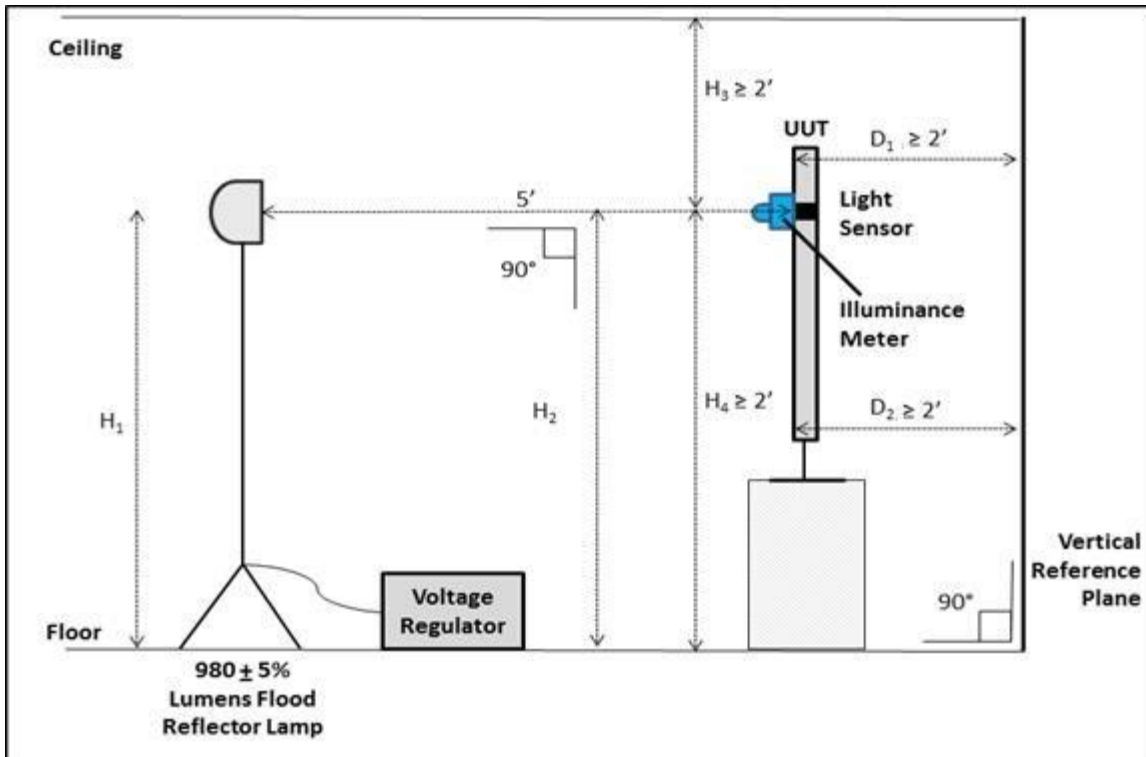 Ceiling
H₃ ≥ 2’
UUT
D₁ . ≥ 2’
5’
Light
Sensor
90°
Illuminance
Meter
H₁
H₂
H₄ ≥ 2’
D₂ ≥ 2’
Vertical
Reference
Plane
90°
Voltage
Regulator
Floor
980 ± 5%
Lumens Flood
Reflector Lamp